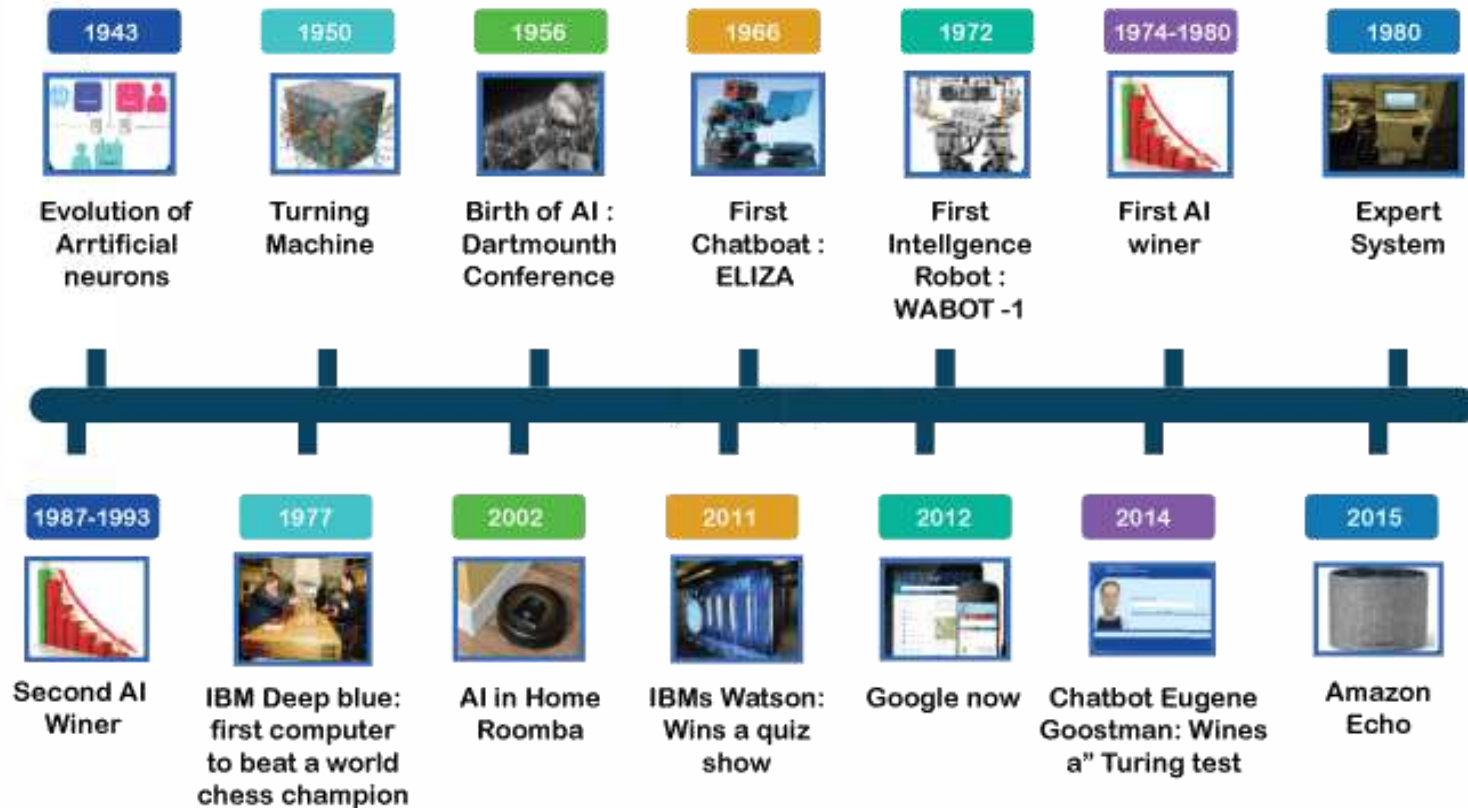 1943
1950
1956
1966
1972
1974-1980
1980
Evolution of
Arrtificial
neurons
Turning
Machine
Birth of AI :
Dartmounth
Conference
First
Chatboat :
ELIZA
First
Intellgence
Robot :
WABOT -1
First AI
winer
Expert
System
1987-1993
1977
2002
2011
2012
2014
2015
Second AI
Winer
IBM Deep blue:
first computer
to beat a world
chess champion
AI in Home
Roomba
IBMs Watson:
Wins a quiz
show
Google now
Chatbot Eugene
Goostman: Wines
a” Turing test
Amazon
Echo